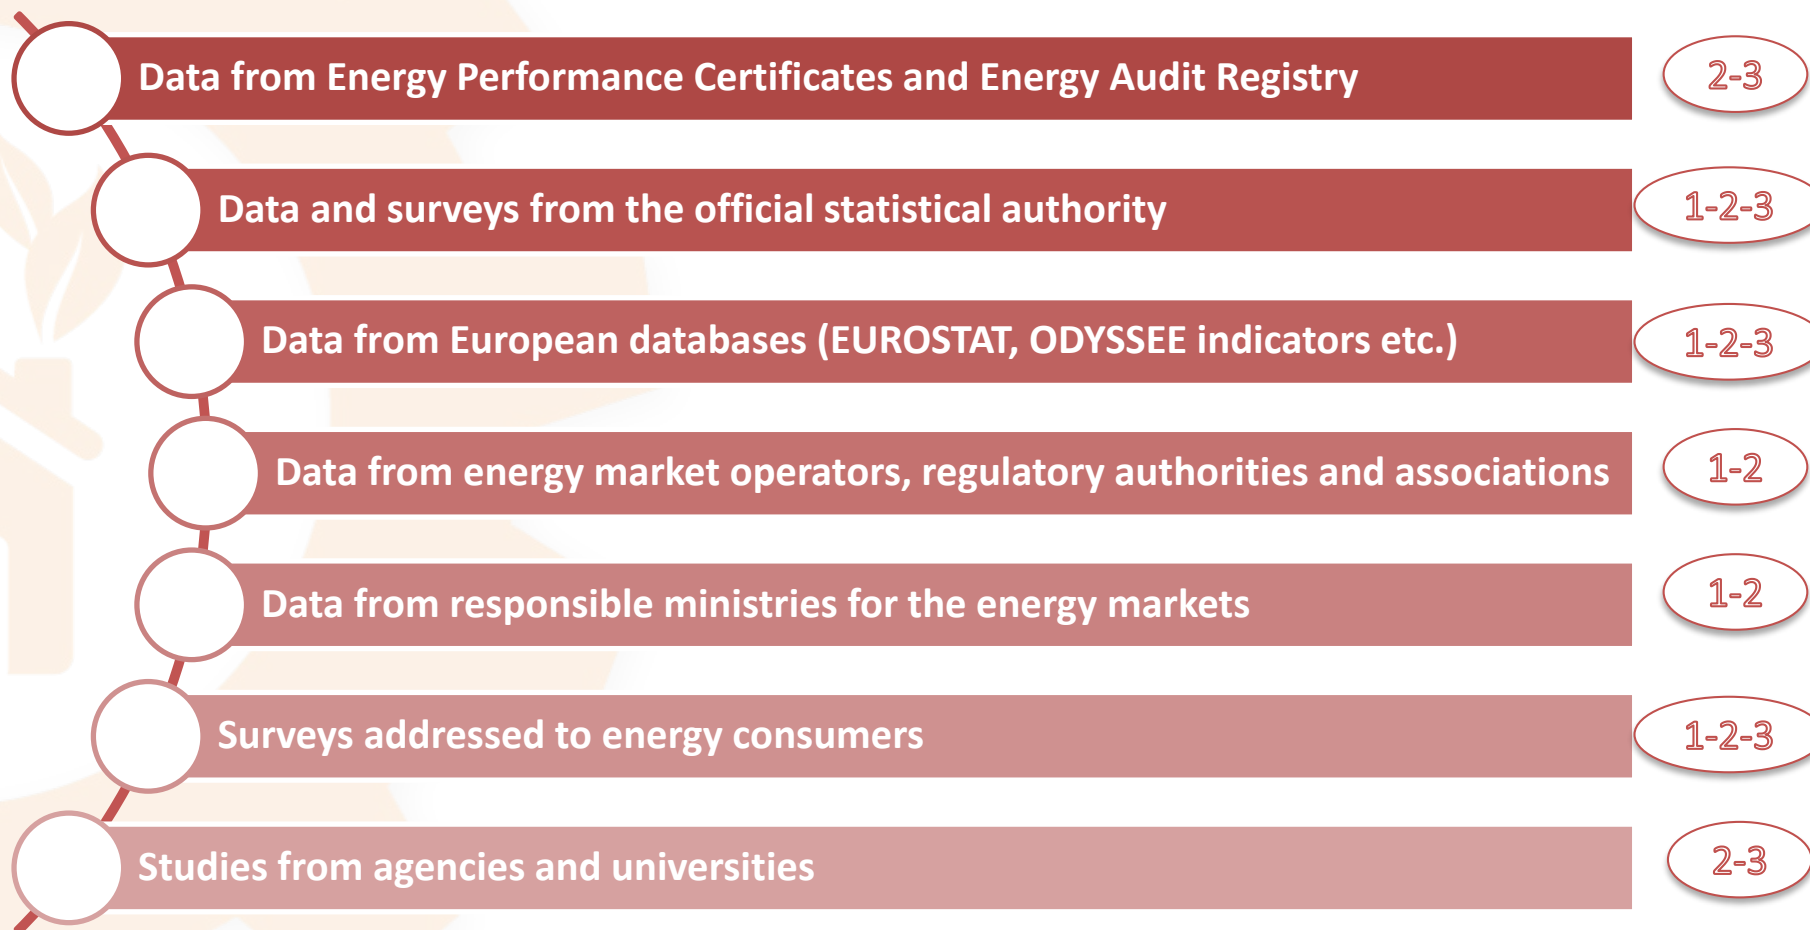 Data from Energy Performance Certificates and Energy Audit Registry
2-3
Data and surveys from the official statistical authority
1-2-3
Data from European databases (EUROSTAT, ODYSSEE indicators etc.)
1-2-3
Data from energy market operators, regulatory authorities and associations
1-2
Data from responsible ministries for the energy markets
1-2
Surveys addressed to energy consumers
1-2-3
Studies from agencies and universities
2-3